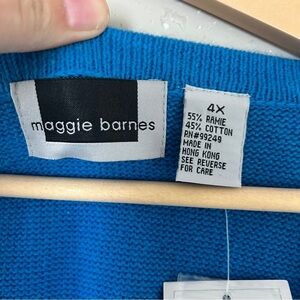 maggie barnes
4X
55% RAMIE
45% COTTON
RN#99249
MADE IN
HONG KONG
SEE REVERSE
FOR CARE